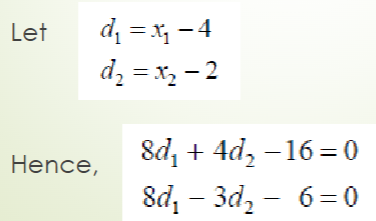 Let d₁ = x₁ − 4
d₂ = x₂ − 2
Hence, 8d₁ + 4d₂ − 16 = 0
8d₁ − 3d₂ − 6 = 0